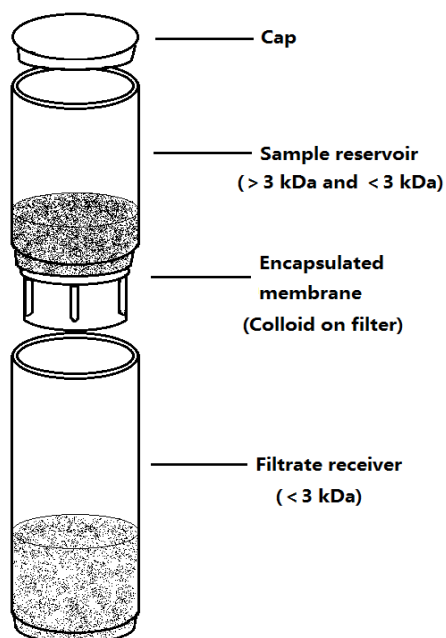 Cap
Sample reservoir
(>3 kDa and <3 kDa)
Encapsulated
membrane
(Colloid on filter)
Filtrate receiver
(<3 kDa)